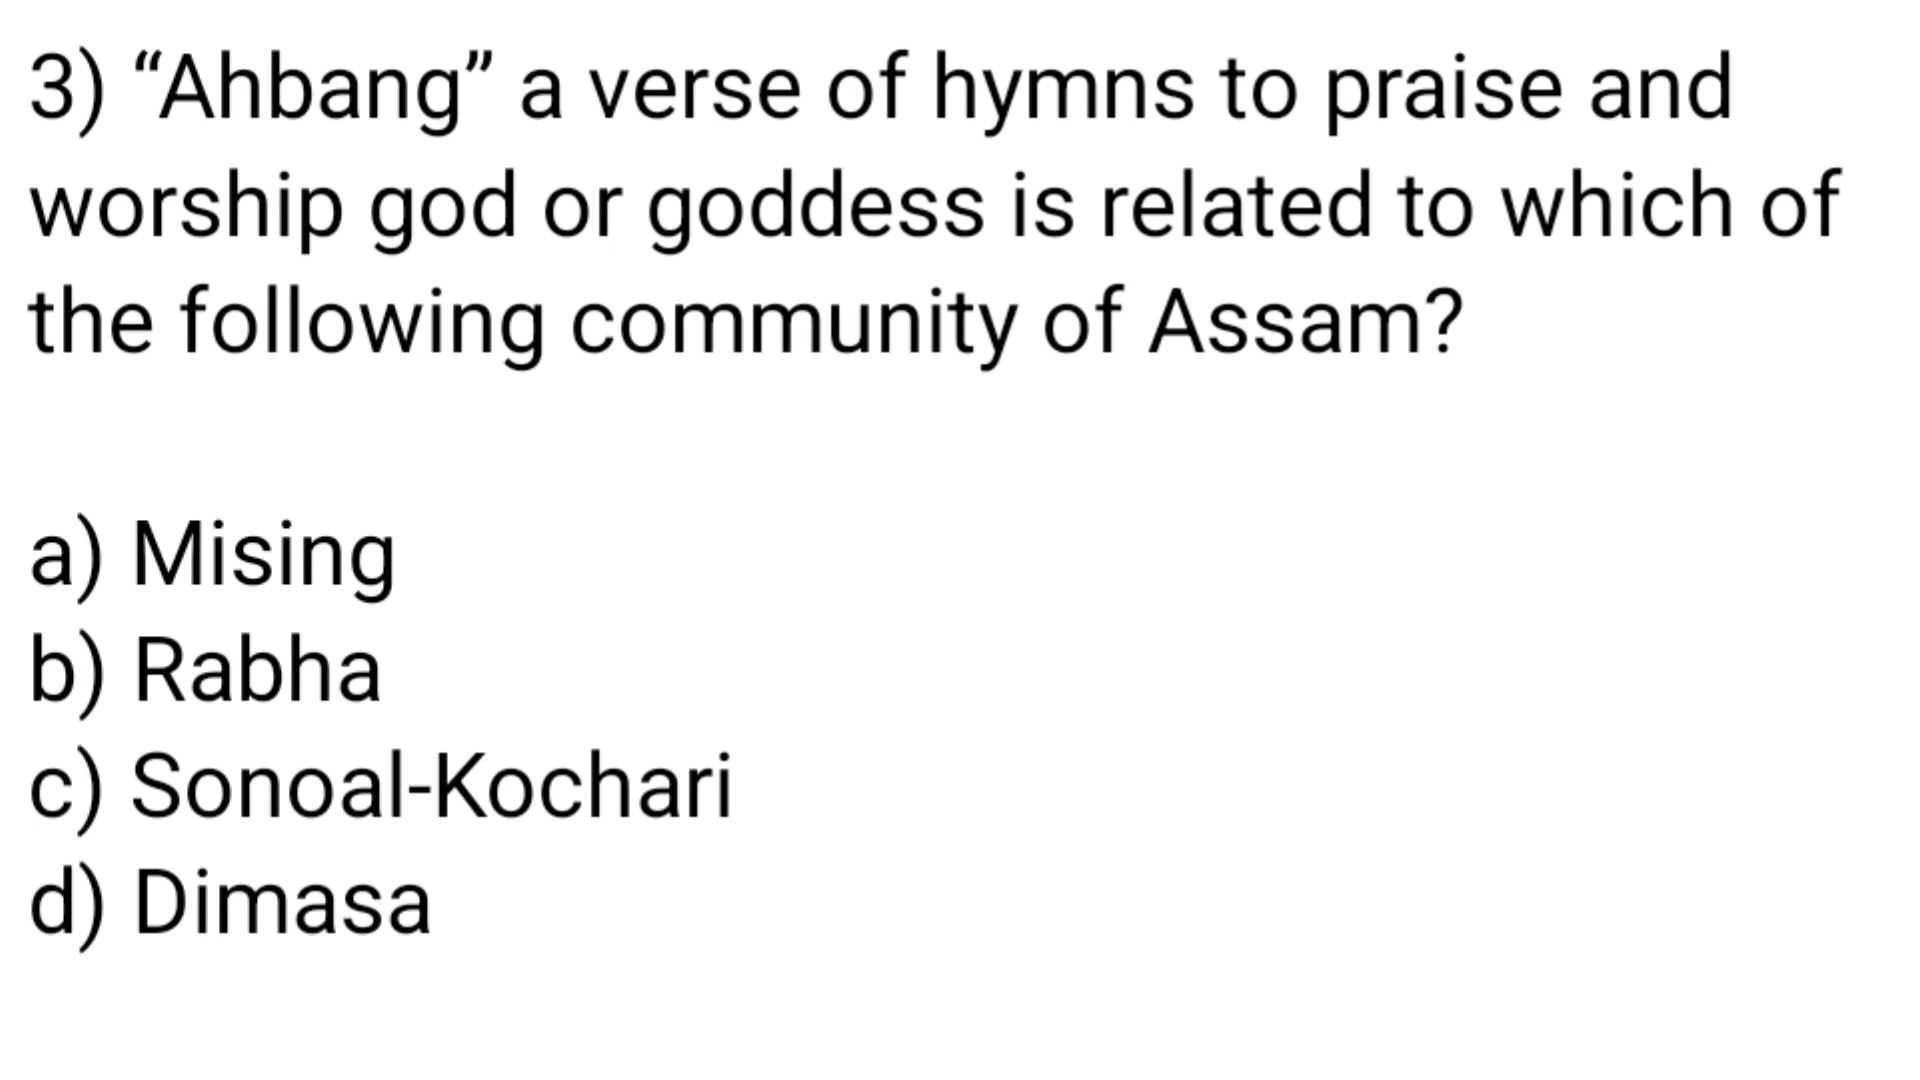 3) “Ahbang” a verse of hymns to praise and
worship god or goddess is related to which of
the following community of Assam?
a) Mising
b) Rabha
c) Sonoal-Kochari
d) Dimasa